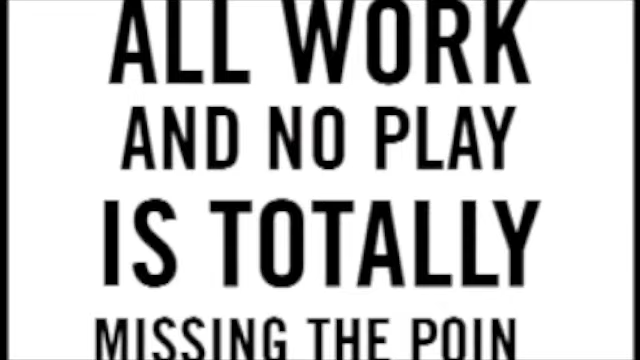 ALL WORK
AND NO PLAY
IS TOTALLY
MISSING THE POIN